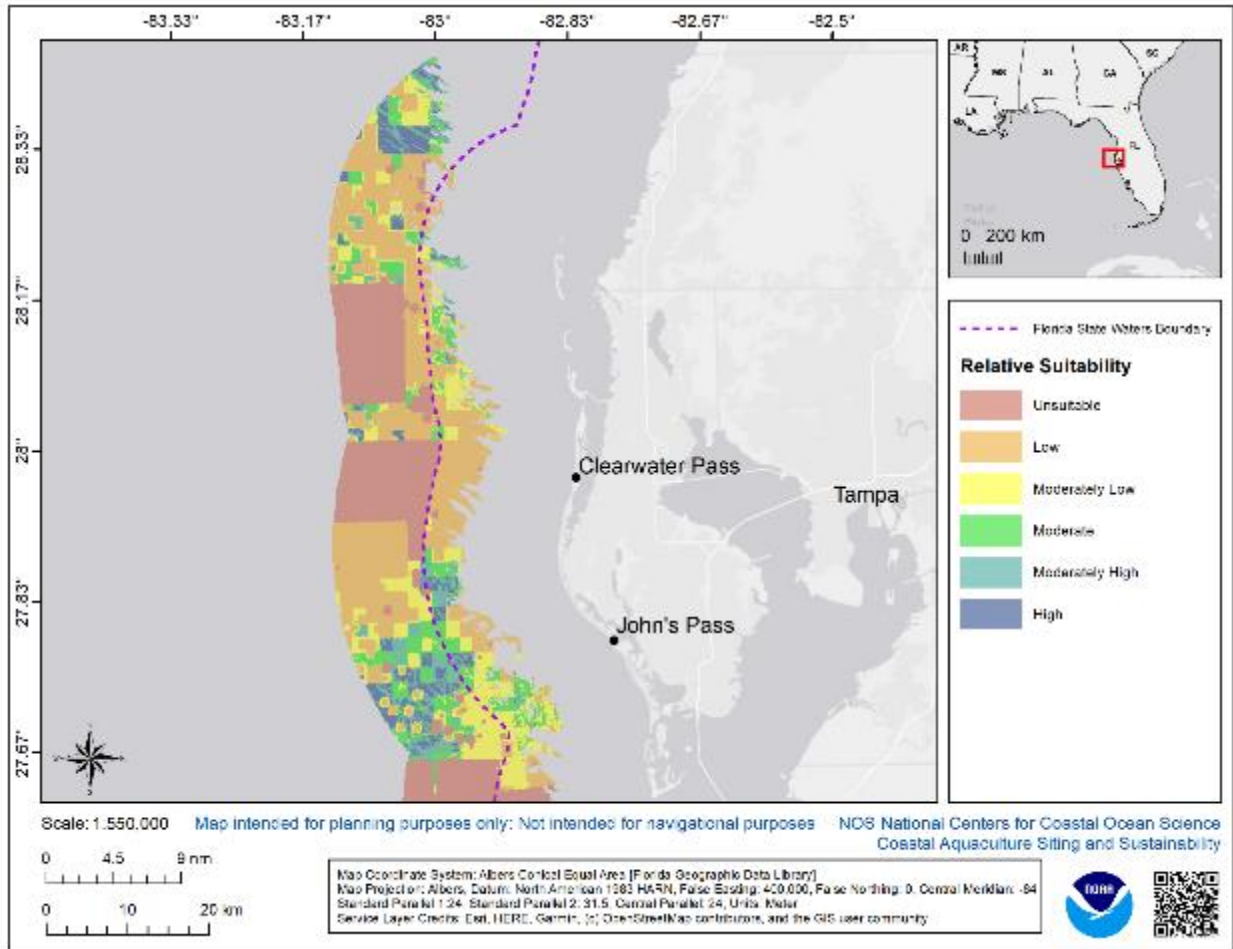 -83.33°
-83.17°
-83°
-82.83°
-82.67°
-82.5°
28.33°
28.17°
28°
27.83°
27.67°
Clearwater Pass
Tampa
John's Pass
AR
MS
AL
GA
SC
LA
FL
0 200 km
Florida State Waters Boundary
Relative Suitability
Unsuitable
Low
Moderately Low
Moderate
Moderately High
High
Scale: 1:550,000
Map intended for planning purposes only: Not intended for navigational purposes
NOS National Centers for Coastal Ocean Science
Coastal Aquaculture Siting and Sustainability
0 4.5 9 nm
0 10 20 km
Map Coordinate System: Albers Conical Equal Area [Florida Geographic Data Library]
Map Projection: Albers, Datum: North American 1983 HARN, False Easting: 400,000, False Northing: 0, Central Meridian: -84
Standard Parallel 1:24, Standard Parallel 2: 31.5, Central Parallel: 24, Units: Meter
Service Layer Credits: Esri, HERE, Garmin, (c) OpenStreetMap contributors, and the GIS user community
NOAA